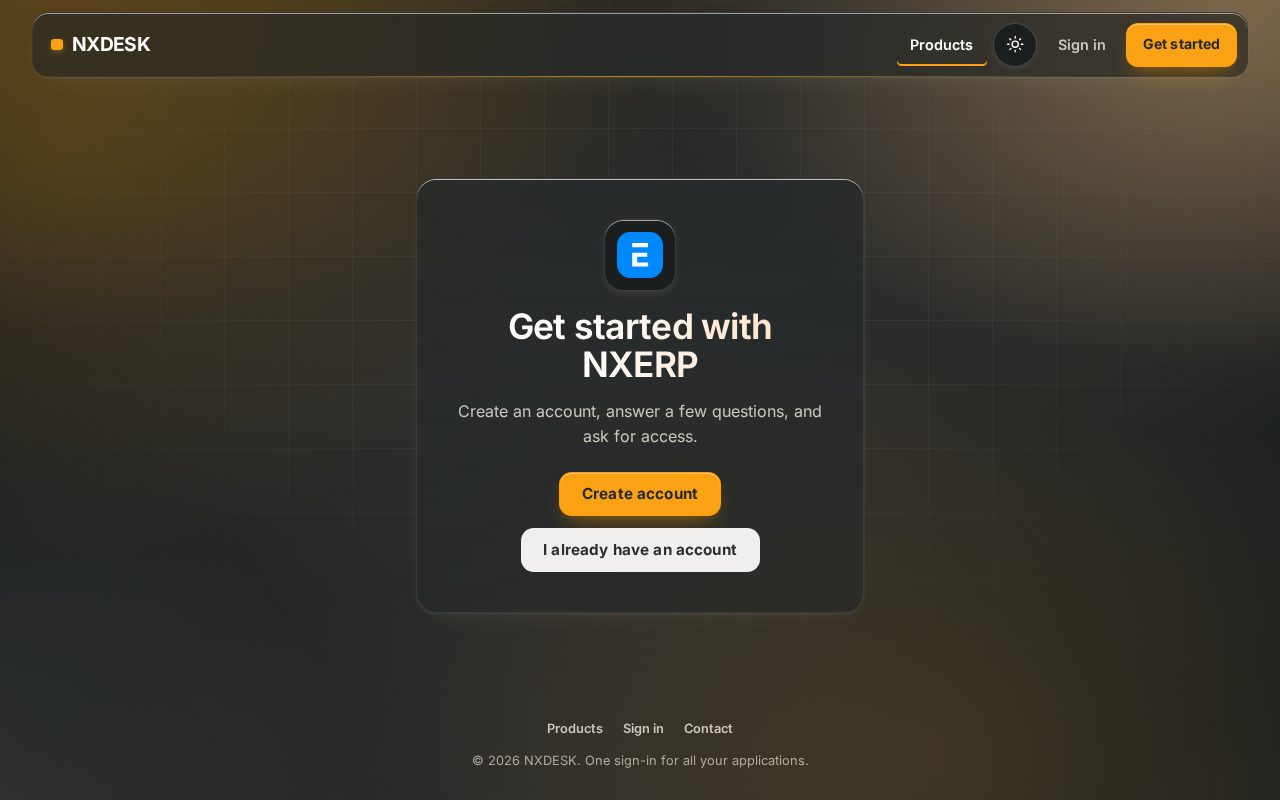 NXDESK
Products
Sign in
Get started
Get started with
NXERP
Create an account, answer a few questions, and
ask for access.
Create account
I already have an account
Products Sign in Contact
© 2026 NXDESK. One sign-in for all your applications.